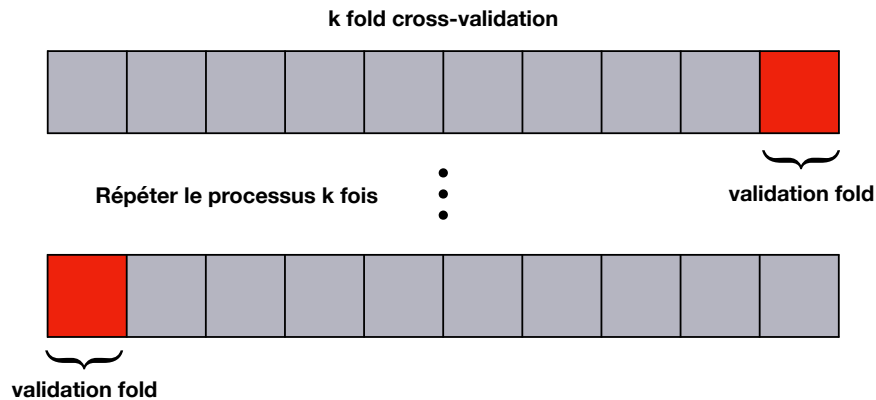 k fold cross-validation
Répéter le processus k fois
validation fold
validation fold